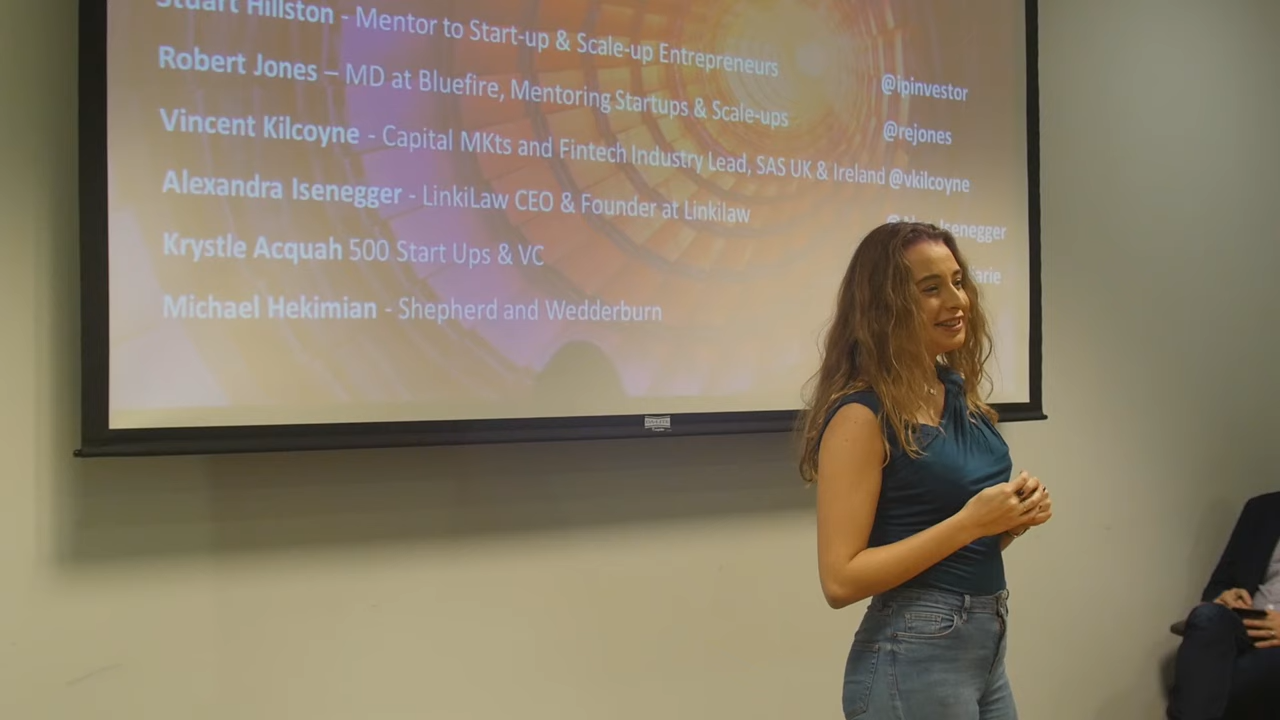 Stuart Hillston - Mentor to Start-up & Scale-up Entrepreneurs @ipinvestor
Robert Jones – MD at Bluefire, Mentoring Startups & Scale-ups @rejones
Vincent Kilcoyne - Capital MKts and Fintech Industry Lead, SAS UK & Ireland @vkilcoyne
Alexandra Isenegger - LinkiLaw CEO & Founder at Linkilaw
Krystle Acquah 500 Start Ups & VC
Michael Hekimian - Shepherd and Wedderburn